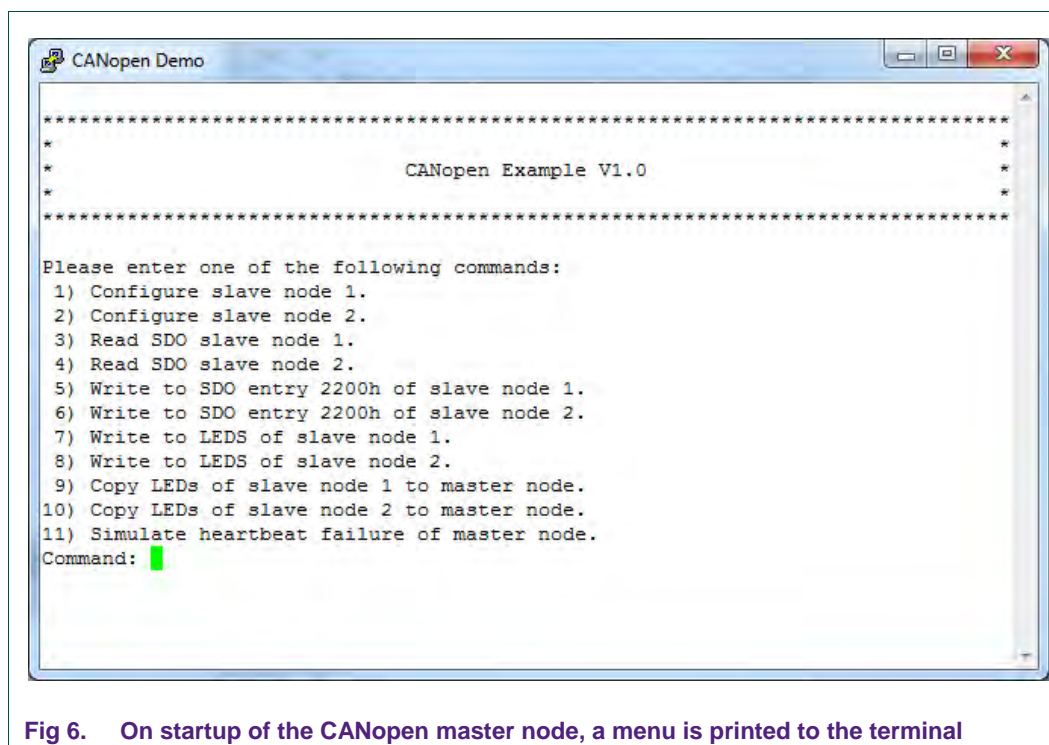 CANopen Demo
********************************************************************************
*                                                                              *
*                              CANopen Example V1.0                            *
*                                                                              *
********************************************************************************
Please enter one of the following commands:
1) Configure slave node 1.
2) Configure slave node 2.
3) Read SDO slave node 1.
4) Read SDO slave node 2.
5) Write to SDO entry 2200h of slave node 1.
6) Write to SDO entry 2200h of slave node 2.
7) Write to LEDS of slave node 1.
8) Write to LEDS of slave node 2.
9) Copy LEDs of slave node 1 to master node.
10) Copy LEDs of slave node 2 to master node.
11) Simulate heartbeat failure of master node.
Command:
Fig 6. On startup of the CANopen master node, a menu is printed to the terminal